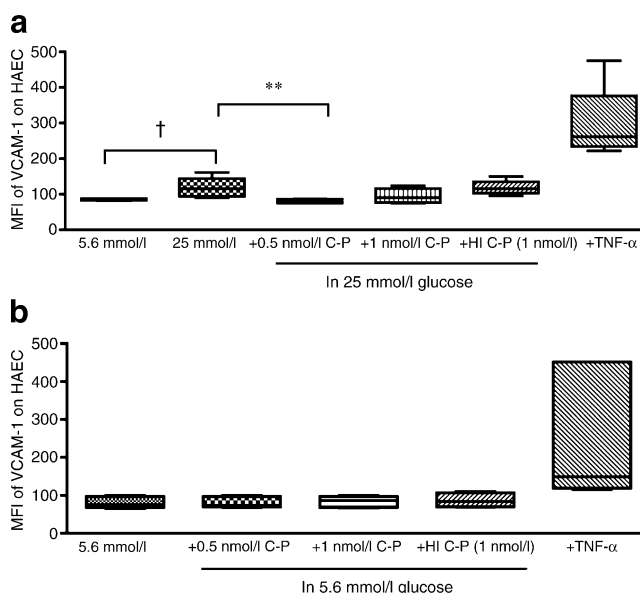 a
MFI of VCAM-1 on HAEC
500
400
300
200
100
0
†
**
5.6 mmol/l 25 mmol/l +0.5 nmol/l C-P +1 nmol/l C-P +HI C-P (1 nmol/l) +TNF-α
In 25 mmol/l glucose
b
MFI of VCAM-1 on HAEC
500
400
300
200
100
0
5.6 mmol/l +0.5 nmol/l C-P +1 nmol/l C-P +HI C-P (1 nmol/l) +TNF-α
In 5.6 mmol/l glucose